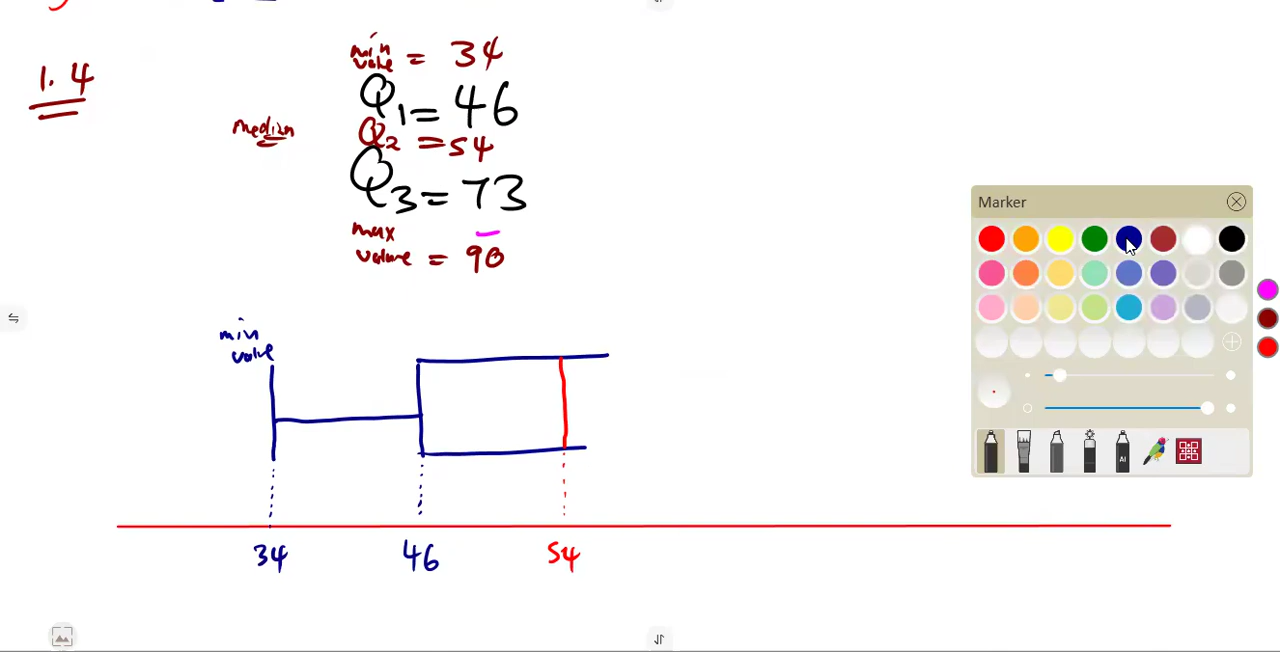 1.4
min
value = 34
Q1 = 46
median Q2 = 54
Q3 = 73
max
value = 90
min
value
34 46 54
Marker
AI